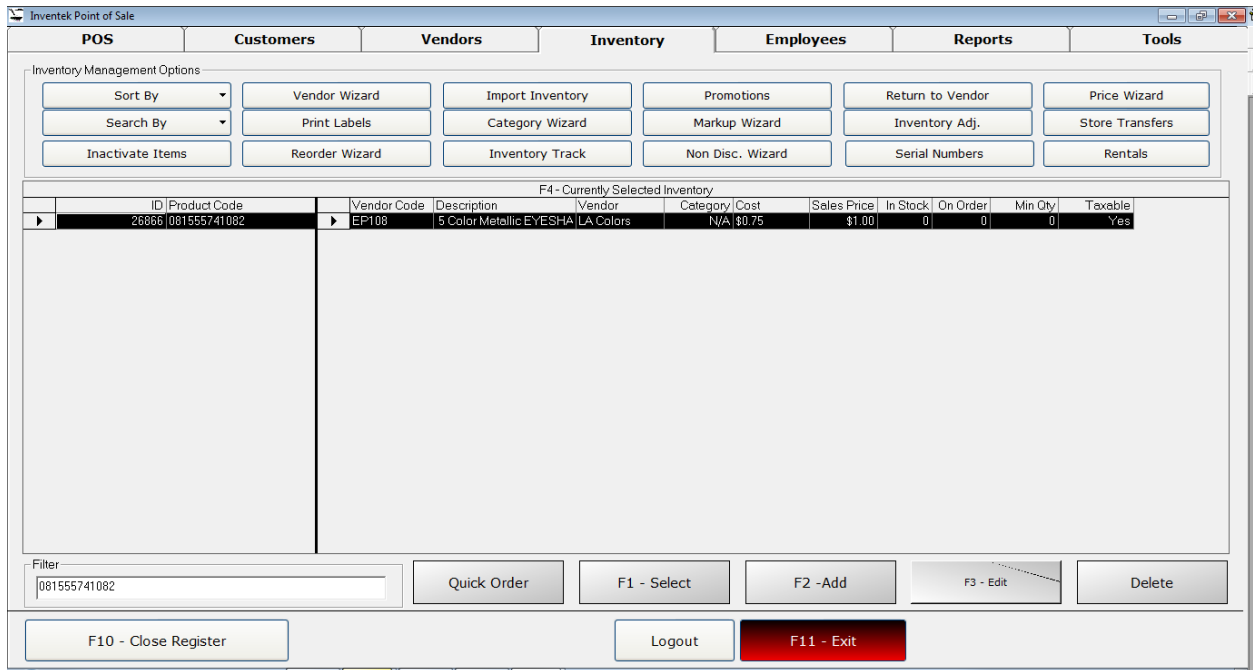 Inventek Point of Sale
POS Customers Vendors Inventory Employees Reports Tools
Inventory Management Options
Sort By Vendor Wizard Import Inventory Promotions Return to Vendor Price Wizard
Search By Print Labels Category Wizard Markup Wizard Inventory Adj. Store Transfers
Inactivate Items Reorder Wizard Inventory Track Non Disc. Wizard Serial Numbers Rentals
F4 - Currently Selected Inventory
ID Product Code Vendor Code Description Vendor Category Cost Sales Price In Stock On Order Min Qty Taxable
26866 081555741082 EP108 5 Color Metallic EYESHA LA Colors N/A $0.75 $1.00 0 0 0 Yes
Filter
081555741082 Quick Order F1 - Select F2 -Add F3 - Edit Delete
F10 - Close Register Logout F11 - Exit